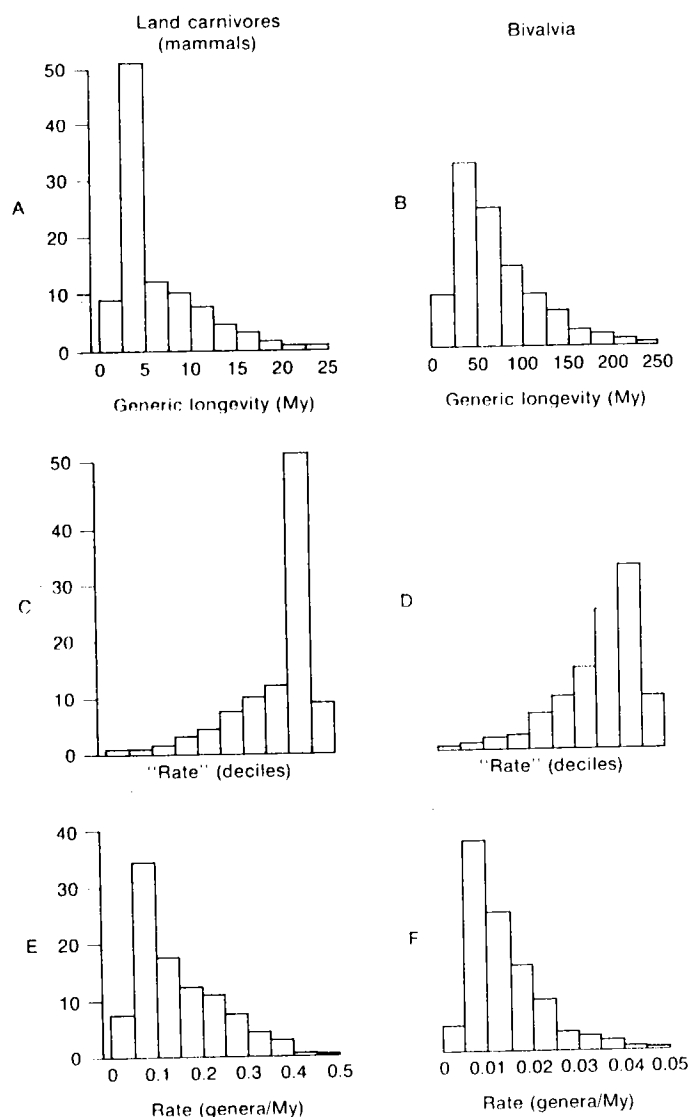 Land carnivores
(mammals)
Bivalvia
50
40
30
20
10
0
A
0 5 10 15 20 25
Generic longevity (My)
B
0 50 100 150 200 250
Generic longevity (My)
50
40
30
20
10
0
C
"Rate" (deciles)
D
"Rate" (deciles)
40
30
20
10
0
E
0 0.1 0.2 0.3 0.4 0.5
Rate (genera/My)
F
0 0.01 0.02 0.03 0.04 0.05
Rate (genera/My)